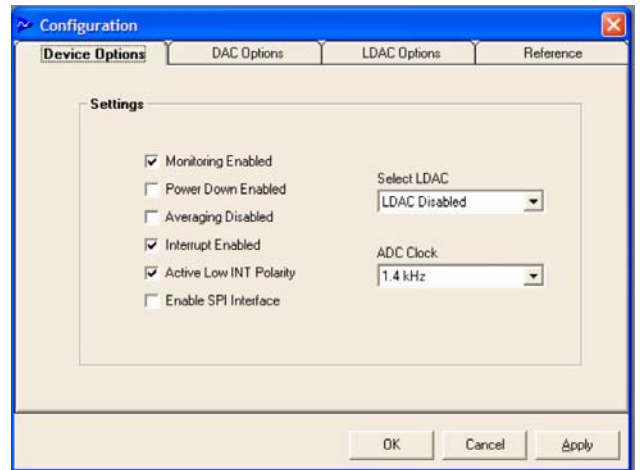 Configuration
Device Options
DAC Options
LDAC Options
Reference
Settings
Monitoring Enabled
Power Down Enabled
Averaging Disabled
Interrupt Enabled
Active Low INT Polarity
Enable SPI Interface
Select LDAC
LDAC Disabled
ADC Clock
1.4 kHz
OK
Cancel
Apply